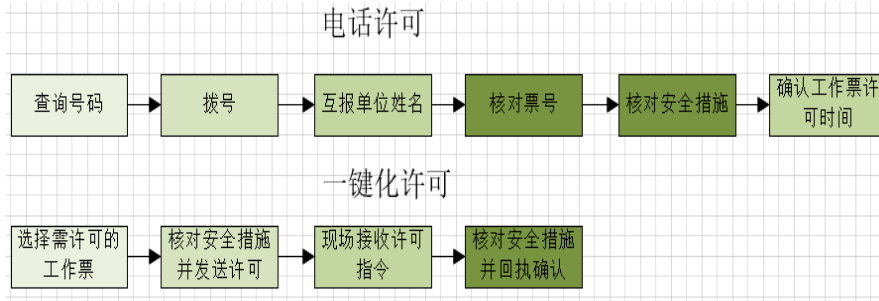 电话许可
查询号码
拨号
互报单位姓名
核对票号
核对安全措施
确认工作票许
可时间
一键化许可
选择需许可的
工作票
核对安全措施
并发送许可
现场接收许可
指令
核对安全措施
并回执确认